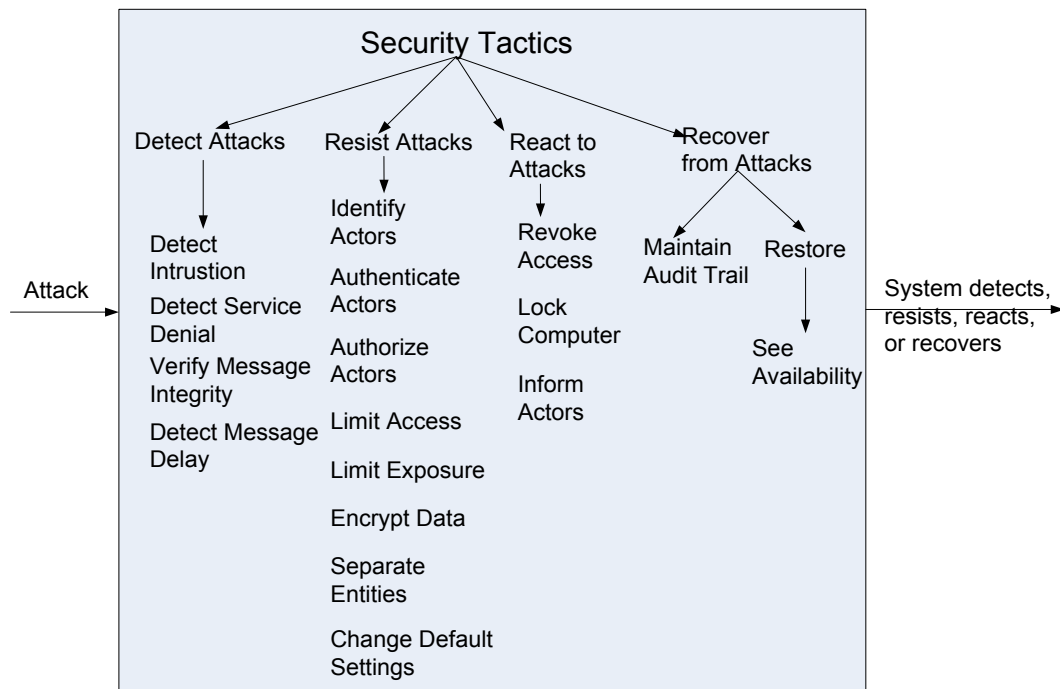 Security Tactics
Attack
Detect Attacks
Detect
Intrusion
Detect Service
Denial
Verify Message
Integrity
Detect Message
Delay
Resist Attacks
Identify
Actors
Authenticate
Actors
Authorize
Actors
Limit Access
Limit Exposure
Encrypt Data
Separate
Entities
Change Default
Settings
React to
Attacks
Revoke
Access
Lock
Computer
Inform
Actors
Recover
from Attacks
Maintain
Audit Trail
Restore
See
Availability
System detects,
resists, reacts,
or recovers